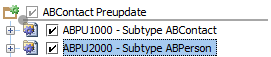 ABContact Preupdate
ABPU1000 - Subtype ABContact
ABPU2000 - Subtype ABPerson